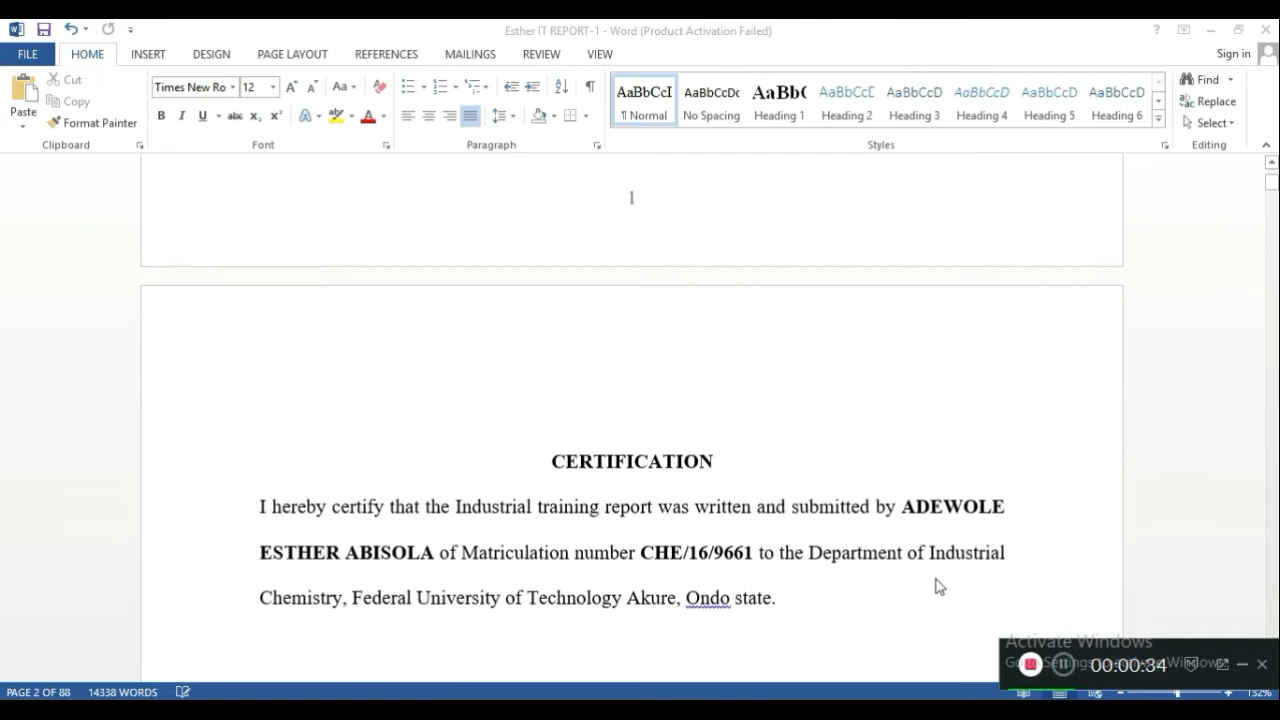 Esther IT REPORT-1 - Word (Product Activation Failed)
FILE HOME INSERT DESIGN PAGE LAYOUT REFERENCES MAILINGS REVIEW VIEW Sign in
Paste
Cut
Copy
Format Painter
Clipboard
Times New Ro 12
Font
Paragraph
AaBbCcI AaBbCcDc AaBb( AaBbCcD AaBbCcD AaBbCcD AaBbCcD AaBbCcD
¶ Normal No Spacing Heading 1 Heading 2 Heading 3 Heading 4 Heading 5 Heading 6
Styles
Find
Replace
Select
Editing
1
CERTIFICATION
I hereby certify that the Industrial training report was written and submitted by ADEWOLE
ESTHER ABISOLA of Matriculation number CHE/16/9661 to the Department of Industrial
Chemistry, Federal University of Technology Akure, Ondo state.
Activate Windows
00:00:34
PAGE 2 OF 88 14338 WORDS 132%